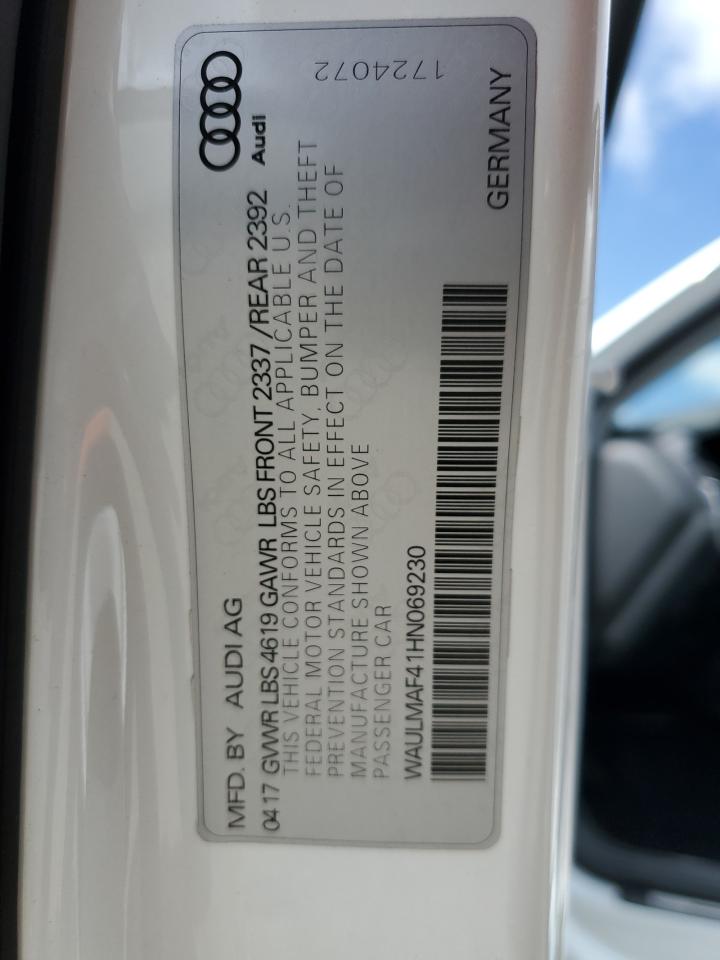 Audi
1724072
MFD. BY AUDI AG
0417 GVWR LBS 4619 GAWR LBS FRONT 2337 /REAR 2392
THIS VEHICLE CONFORMS TO ALL APPLICABLE U.S.
FEDERAL MOTOR VEHICLE SAFETY, BUMPER AND THEFT
PREVENTION STANDARDS IN EFFECT ON THE DATE OF
MANUFACTURE SHOWN ABOVE
PASSENGER CAR
WAULMAF41HN069230
GERMANY